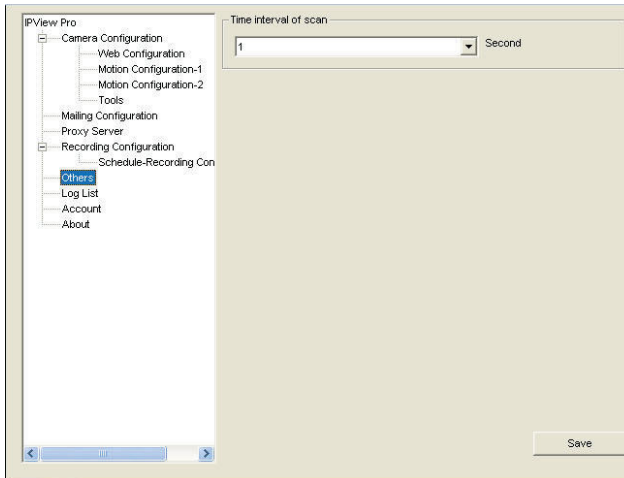 IPView Pro
Camera Configuration
Web Configuration
Motion Configuration-1
Motion Configuration-2
Tools
Mailing Configuration
Proxy Server
Recording Configuration
Schedule-Recording Con
Others
Log List
Account
About
Time interval of scan
1 Second
Save